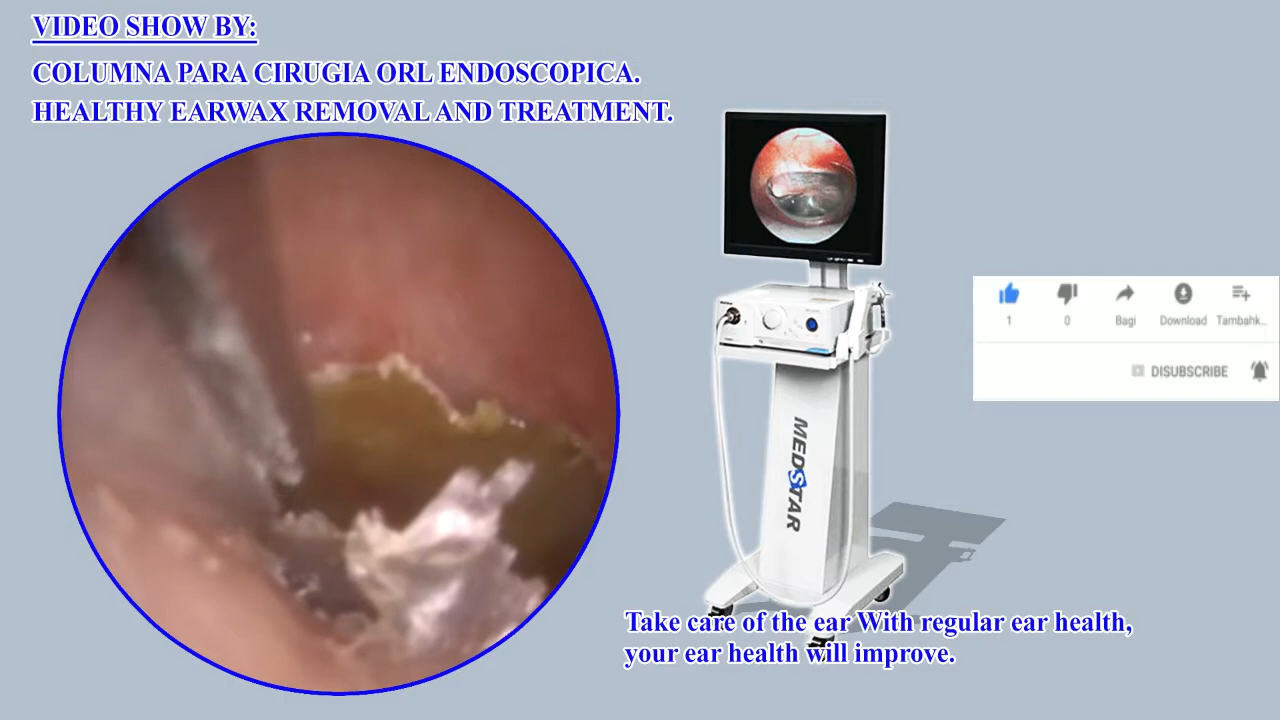 VIDEO SHOW BY:
COLUMNA PARA CIRUGIA ORL ENDOSCOPICA.
HEALTHY EARWAX REMOVAL AND TREATMENT.
MEDSTAR
1
0
Bagi
Download
Tambahk...
DISUBSCRIBE
Take care of the ear With regular ear health,
your ear health will improve.